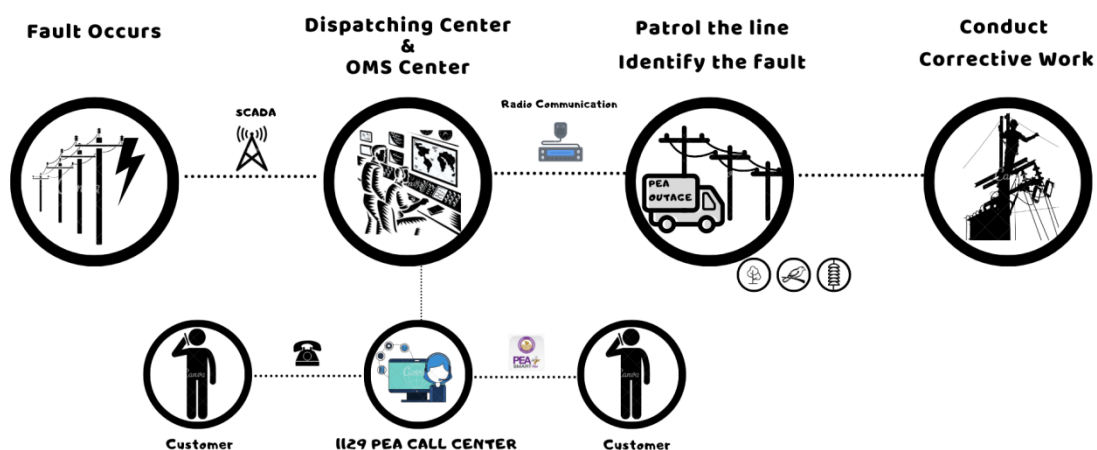 Fault Occurs
Dispatching Center
&
OMS Center
Patrol the line
Identify the fault
Conduct
Corrective Work
SCADA
Radio Communication
PEA
OUTAGE
PEA
SMART
Customer
1129 PEA CALL CENTER
Customer